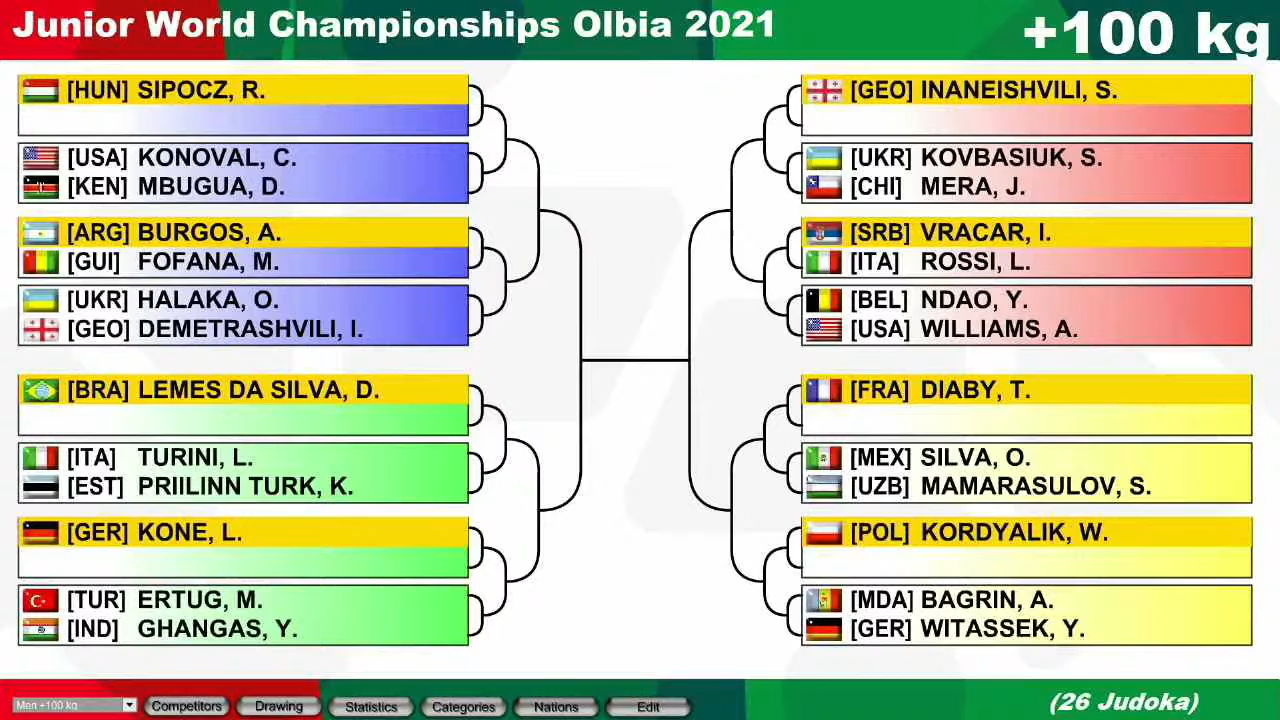 Junior World Championships Olbia 2021
+100 kg
[HUN] SIPOCZ, R.
[USA] KONOVAL, C.
[KEN] MBUGUA, D.
[ARG] BURGOS, A.
[GUI] FOFANA, M.
[UKR] HALAKA, O.
[GEO] DEMETRASHVILI, I.
[BRA] LEMES DA SILVA, D.
[ITA] TURINI, L.
[EST] PRIILINN TURK, K.
[GER] KONE, L.
[TUR] ERTUG, M.
[IND] GHANGAS, Y.
[GEO] INANEISHVILI, S.
[UKR] KOVBASIUK, S.
[CHI] MERA, J.
[SRB] VRACAR, I.
[ITA] ROSSI, L.
[BEL] NDAO, Y.
[USA] WILLIAMS, A.
[FRA] DIABY, T.
[MEX] SILVA, O.
[UZB] MAMARASULOV, S.
[POL] KORDYALIK, W.
[MDA] BAGRIN, A.
[GER] WITASSEK, Y.
Men +100 kg
Competitors
Drawing
Statistics
Categories
Nations
Edit
(26 Judoka)